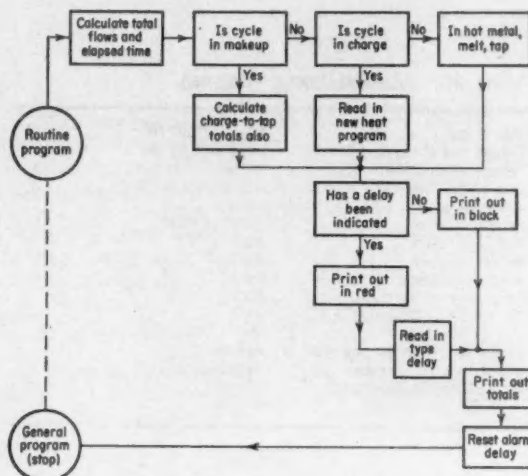 Calculate total
flows and
elapsed time
Is cycle
in makeup
No
Is cycle
in charge
No
In hot metal,
melt, tap
Yes
Yes
Calculate
charge-to-tap
totals also
Read in
new heat
program
Routine
program
Has a delay
been
indicated
No
Print out
in black
Yes
Print out
in red
Read in
type
delay
Print out
totals
General
program
(stop)
Reset alarm
delay